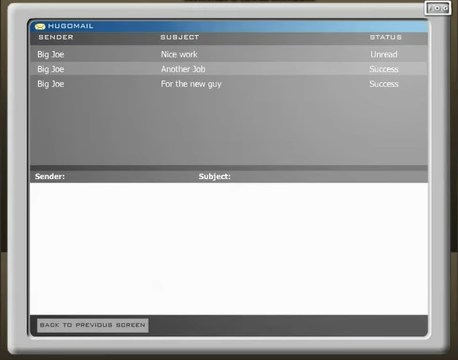 HUGOMAIL
SENDER SUBJECT STATUS
Big Joe Nice work Unread
Big Joe Another Job Success
Big Joe For the new guy Success
Sender: Subject:
BACK TO PREVIOUS SCREEN